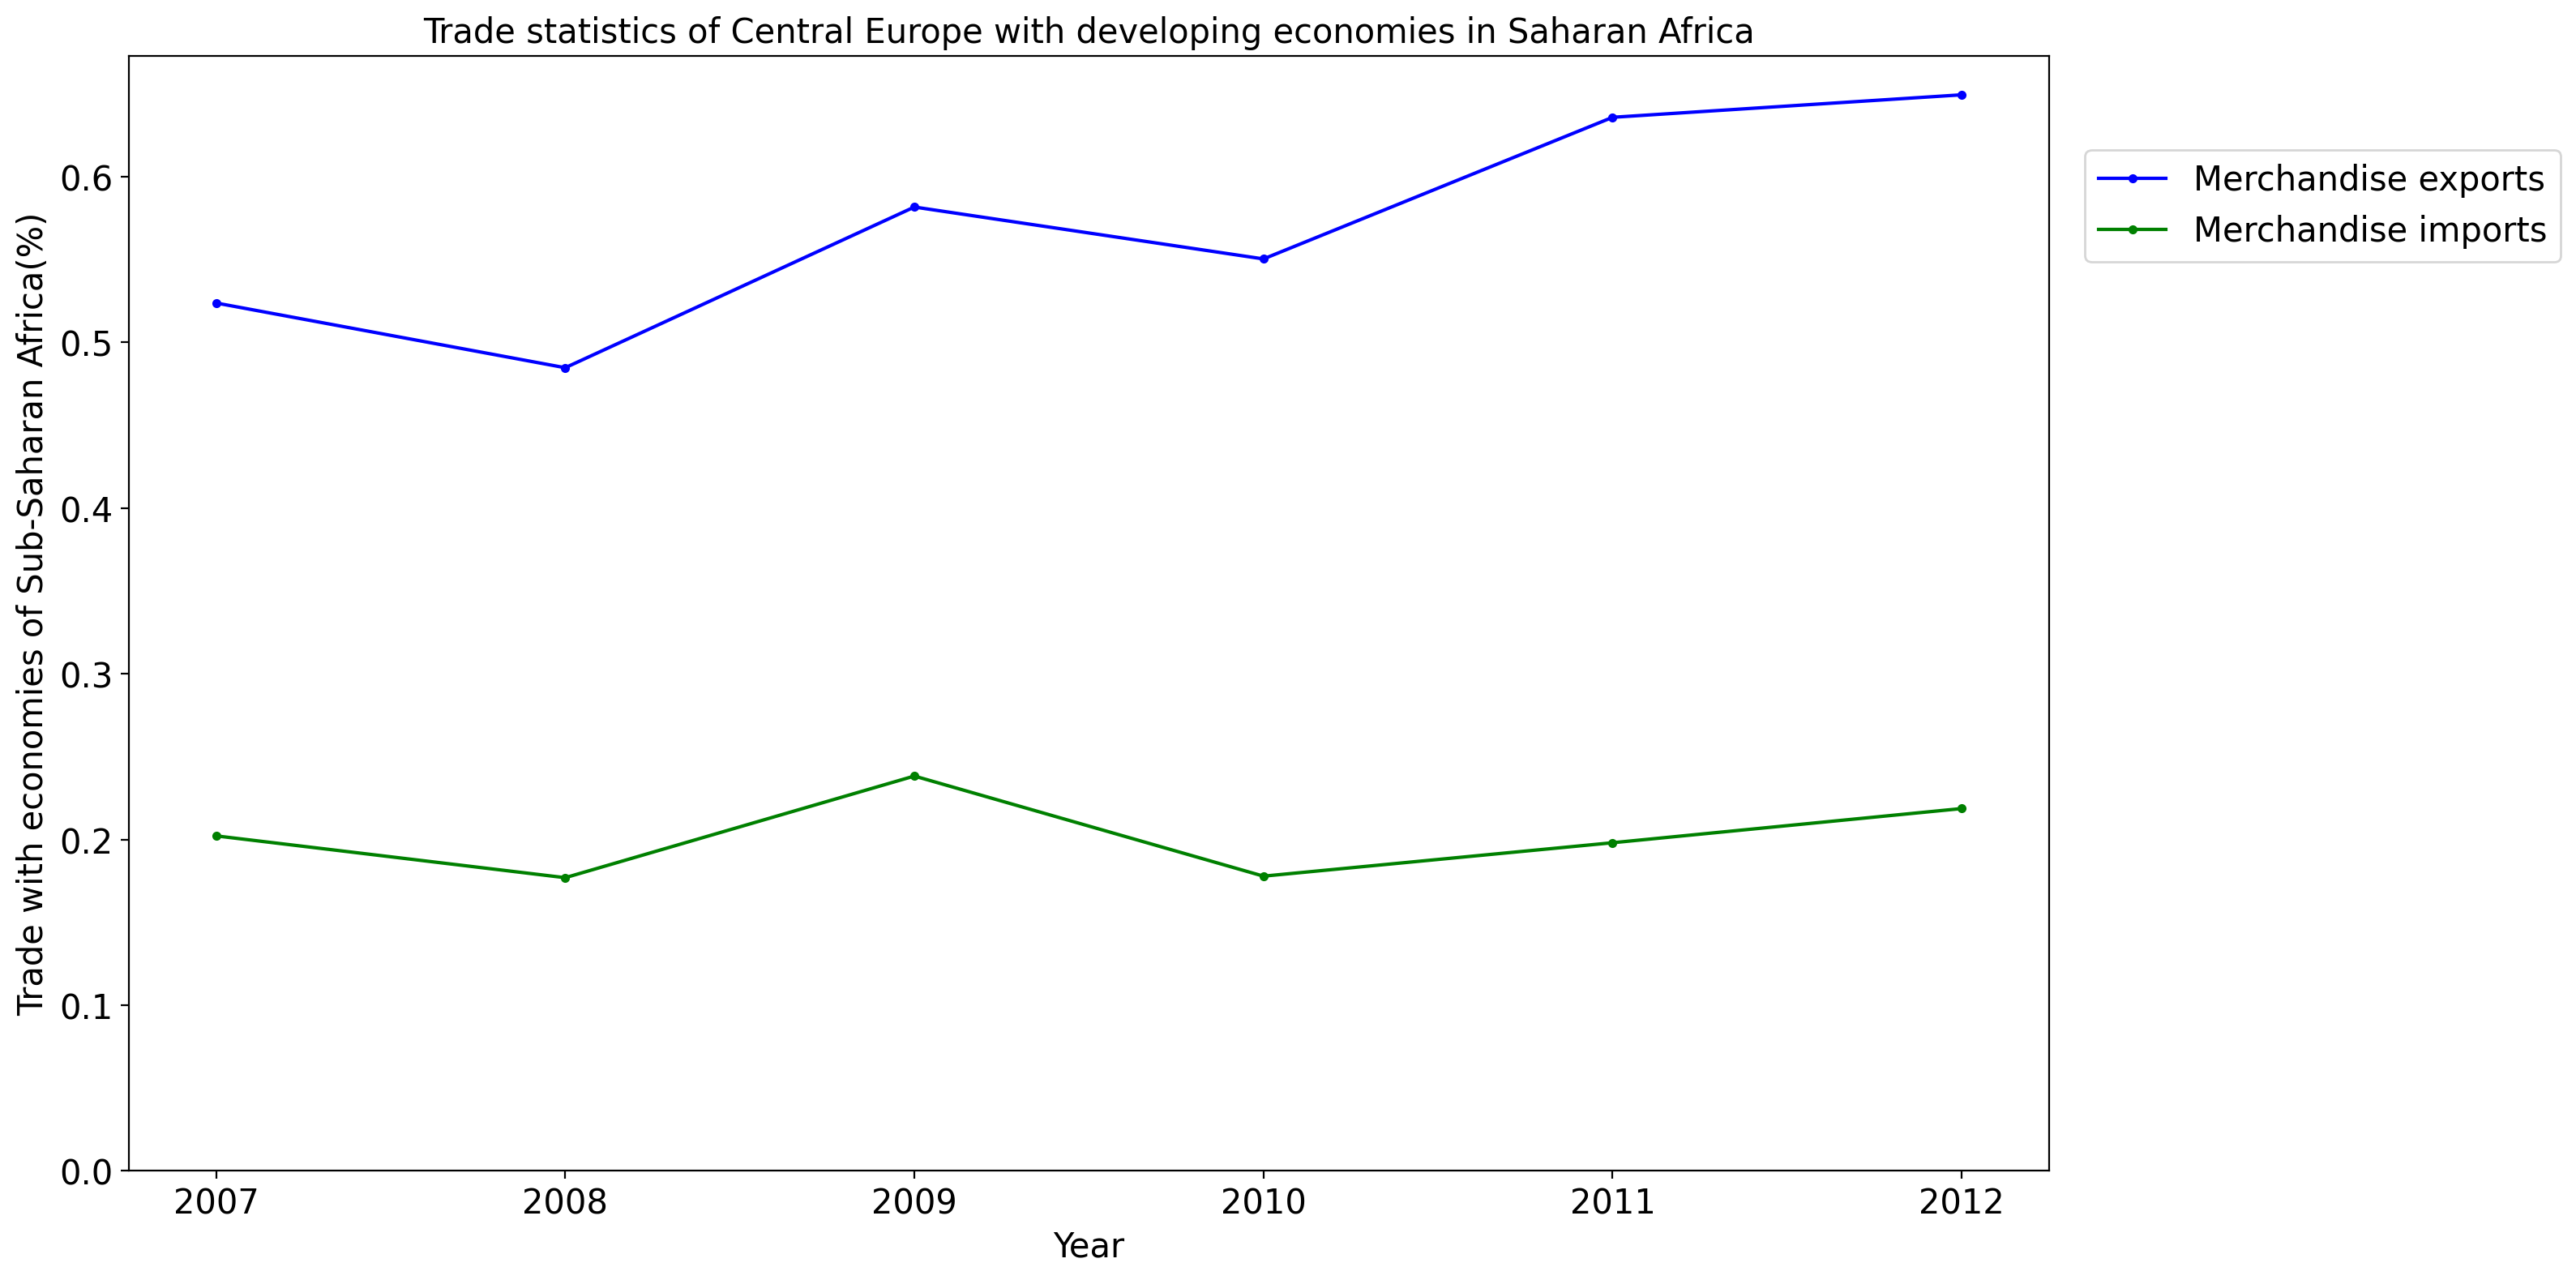 Trade statistics of Central Europe with developing economies in Saharan Africa
Trade with economies of Sub-Saharan Africa(%)
0.6
0.5
0.4
0.3
0.2
0.1
0.0
2007 2008 2009 2010 2011 2012
Year
Merchandise exports
Merchandise imports